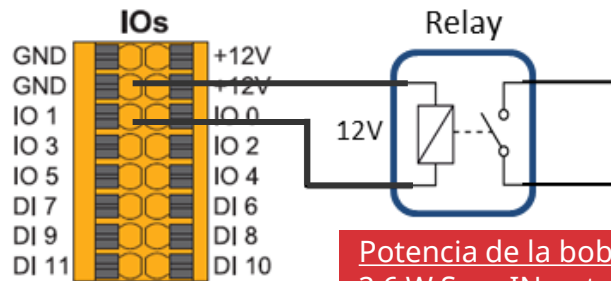 IOs
Relay
GND +12V
GND +12V
IO 1 IO 0
IO 3 IO 2
IO 5 IO 4
DI 7 DI 6
DI 9 DI 8
DI 11 DI 10
12V
Potencia de la bob